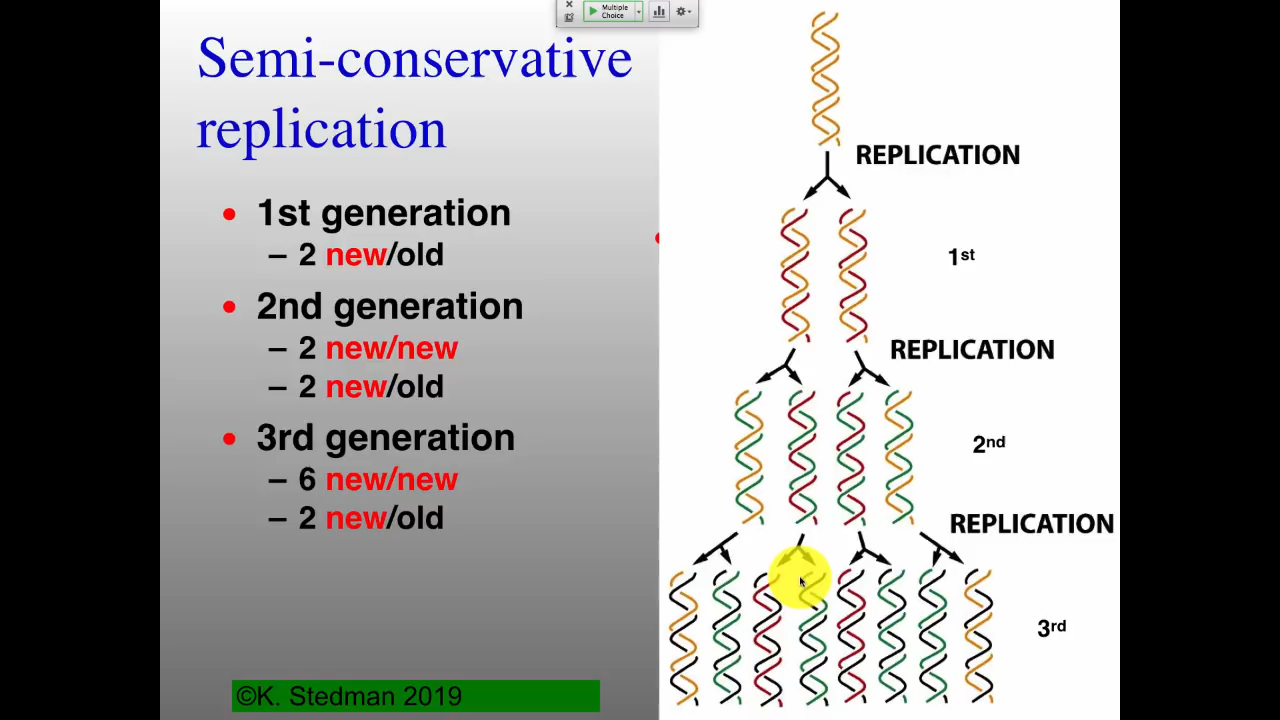 Multiple
Choice
Semi-conservative
replication
• 1st generation
– 2 new/old
• 2nd generation
– 2 new/new
– 2 new/old
• 3rd generation
– 6 new/new
– 2 new/old
©K. Stedman 2019
REPLICATION
1st
REPLICATION
2nd
REPLICATION
3rd